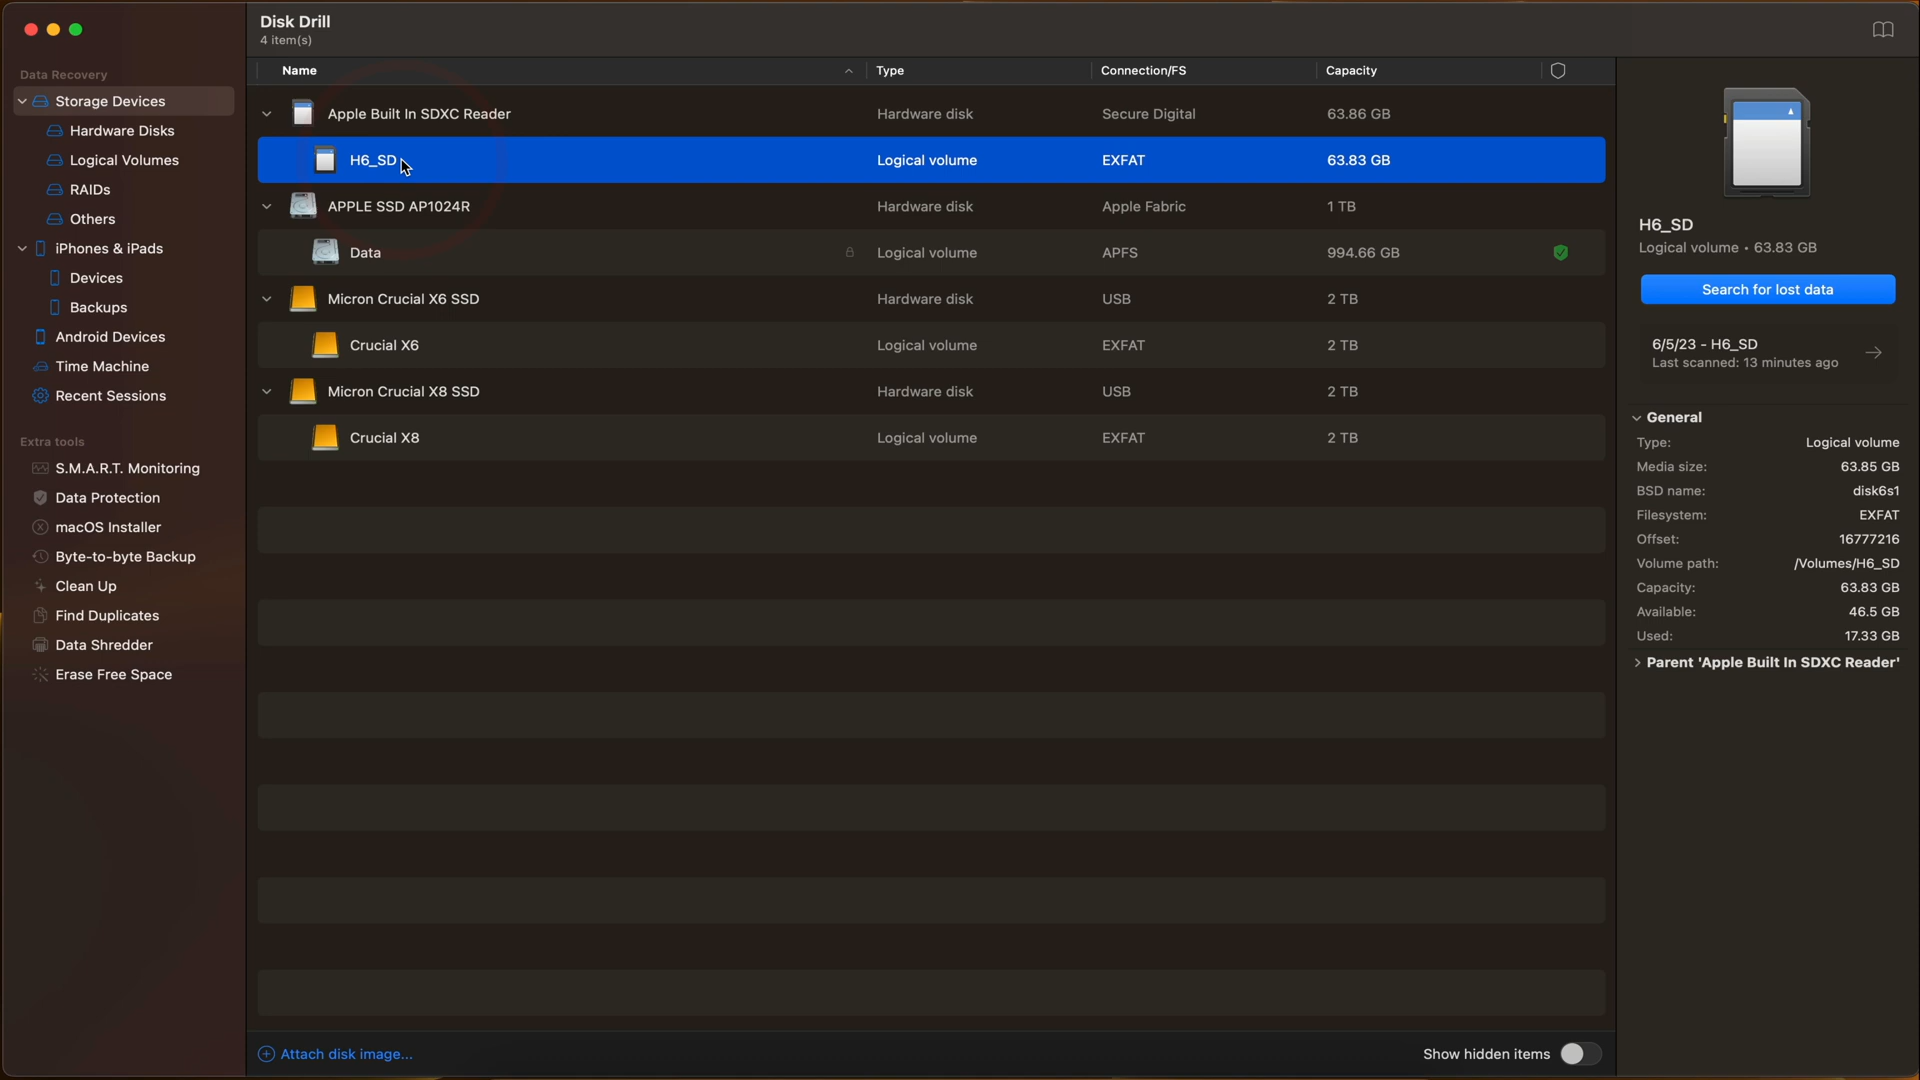 Disk Drill
4 item(s)
Data Recovery
Storage Devices
Hardware Disks
Logical Volumes
RAIDs
Others
iPhones & iPads
Devices
Backups
Android Devices
Time Machine
Recent Sessions
Extra tools
S.M.A.R.T. Monitoring
Data Protection
macOS Installer
Byte-to-byte Backup
Clean Up
Find Duplicates
Data Shredder
Erase Free Space
Name Type Connection/FS Capacity
Apple Built In SDXC Reader Hardware disk Secure Digital 63.86 GB
H6_SD Logical volume EXFAT 63.83 GB
APPLE SSD AP1024R Hardware disk Apple Fabric 1 TB
Data Logical volume APFS 994.66 GB
Micron Crucial X6 SSD Hardware disk USB 2 TB
Crucial X6 Logical volume EXFAT 2 TB
Micron Crucial X8 SSD Hardware disk USB 2 TB
Crucial X8 Logical volume EXFAT 2 TB
Attach disk image...
Show hidden items
H6_SD
Logical volume • 63.83 GB
Search for lost data
6/5/23 - H6_SD
Last scanned: 13 minutes ago
General
Type: Logical volume
Media size: 63.85 GB
BSD name: disk6s1
Filesystem: EXFAT
Offset: 16777216
Volume path: /Volumes/H6_SD
Capacity: 63.83 GB
Available: 46.5 GB
Used: 17.33 GB
Parent 'Apple Built In SDXC Reader'